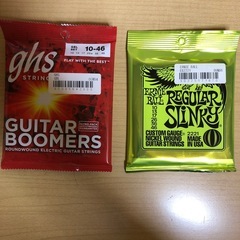 ghs
STRINGS
10-46
PLAY WITH THE BEST
GUITAR
BOOMERS
ROUNDWOUND ELECTRIC GUITAR STRINGS
ERNIE
BALL
REGULAR
SLINKY
CUSTOM GAUGE 2221
NICKEL WOUND
GUITAR STRINGS
MADE IN
USA